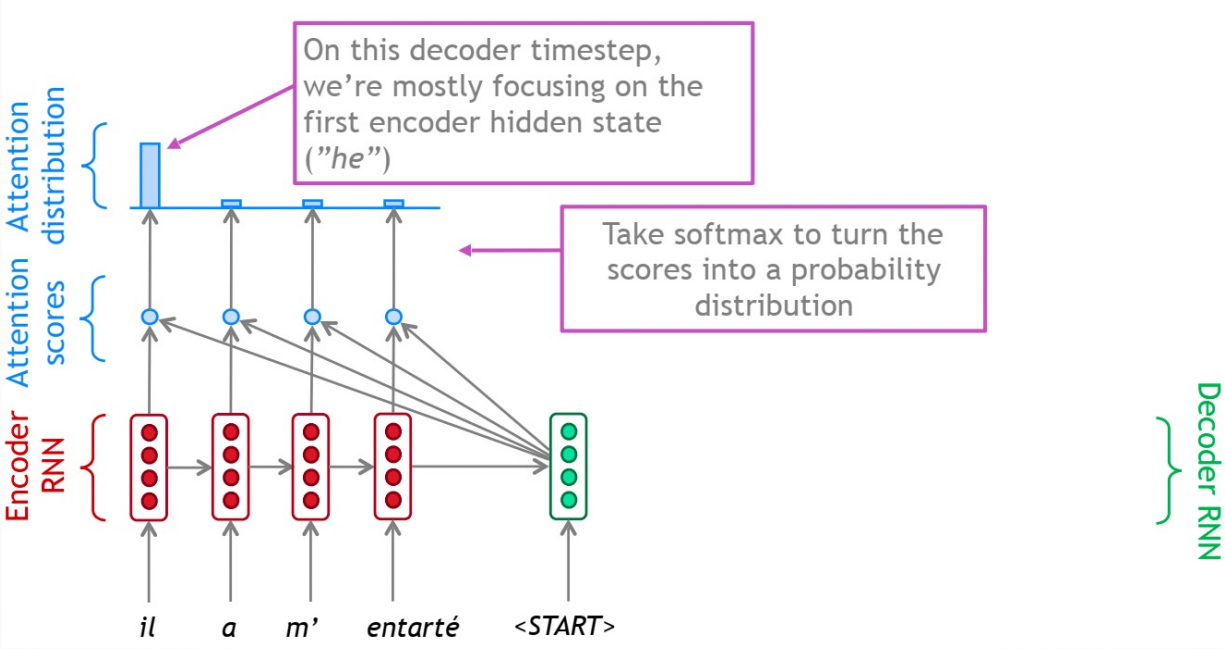 On this decoder timestep,
we’re mostly focusing on the
first encoder hidden state
(”he”)
Attention
distribution
Take softmax to turn the
scores into a probability
distribution
Attention
scores
Encoder
RNN
Decoder RNN
il a m’ entarté <START>